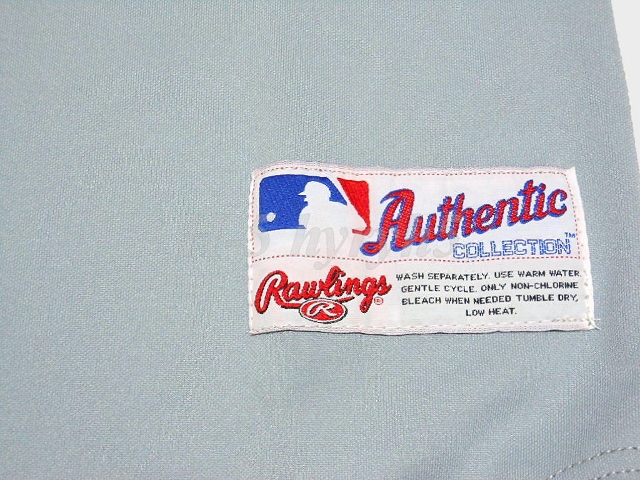 Authentic
COLLECTION™
Rawlings®
R
WASH SEPARATELY. USE WARM WATER.
GENTLE CYCLE. ONLY NON-CHLORINE
BLEACH WHEN NEEDED TUMBLE DRY,
LOW HEAT.